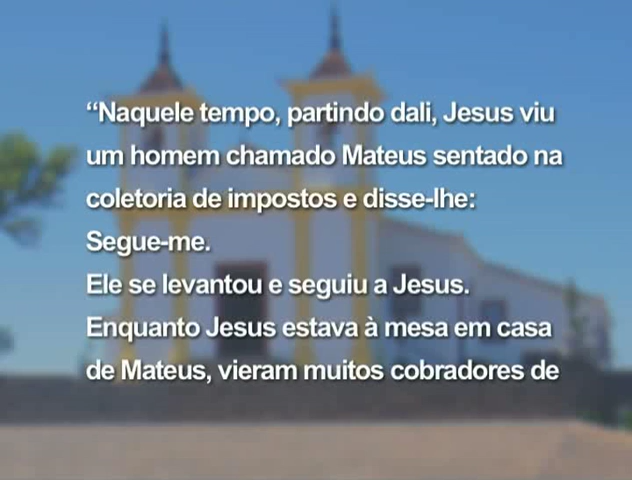 “Naquele tempo, partindo dali, Jesus viu
um homem chamado Mateus sentado na
coletoria de impostos e disse-lhe:
Segue-me.
Ele se levantou e seguiu a Jesus.
Enquanto Jesus estava à mesa em casa
de Mateus, vieram muitos cobradores de